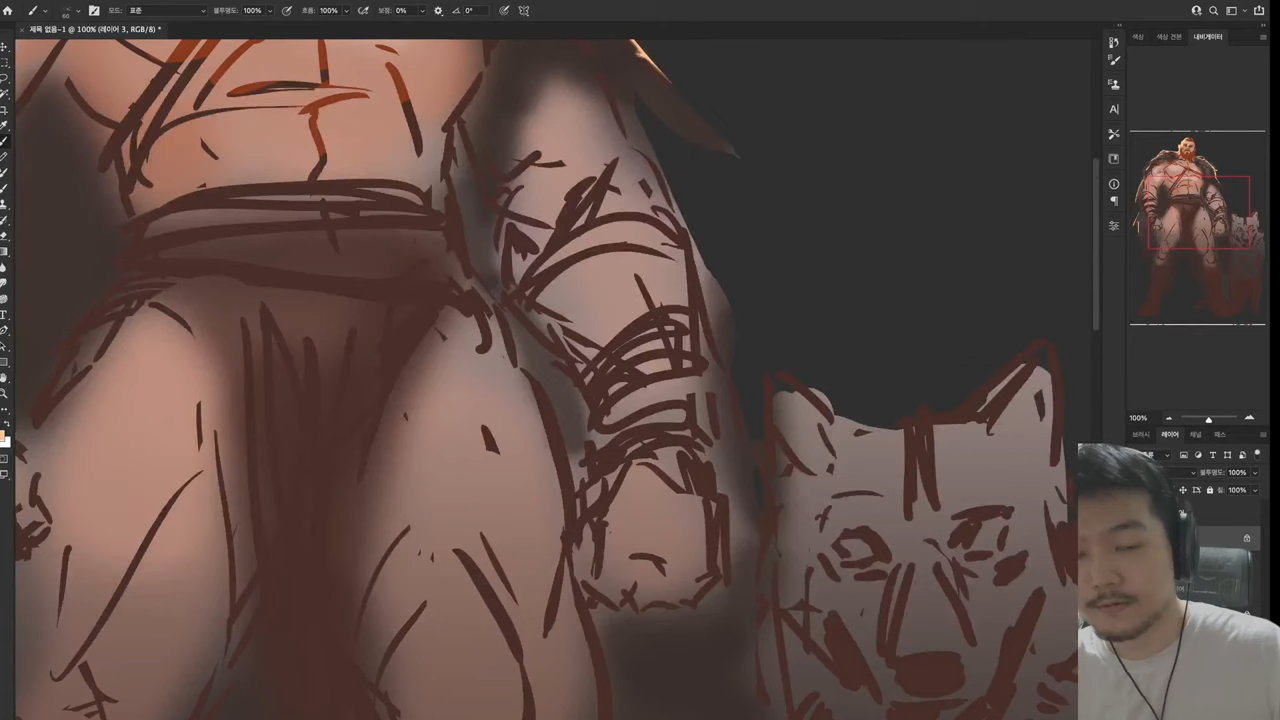 모드: 표준 불투명도: 100% 흐름: 100% 보정: 0% 0°
× 제목 없음-1 @ 100% (레이어 3, RGB/8) *
색상 색상 견본 내비게이터
100%
브러시 레이어 채널 패스
불투명도: 100%
칠: 100%